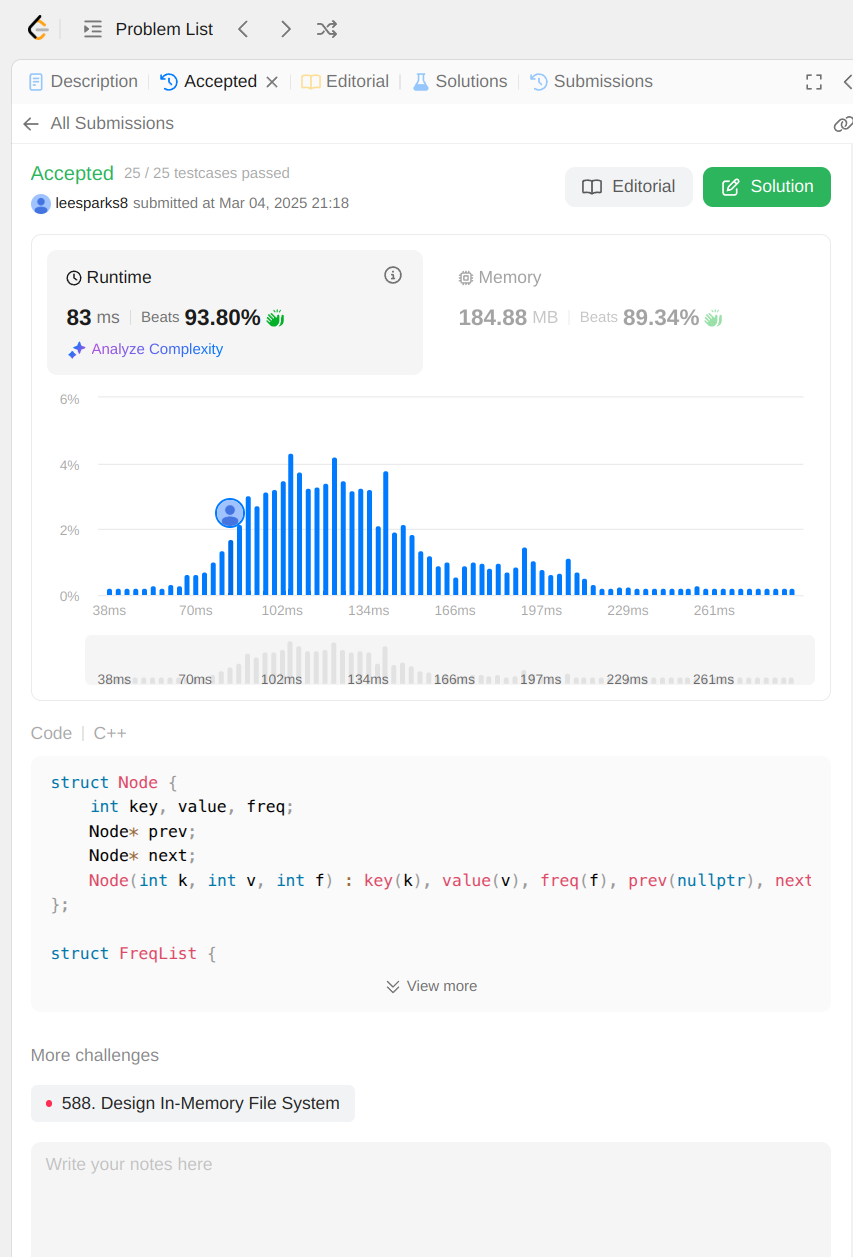 Problem List
Description | Accepted | Editorial | Solutions | Submissions
All Submissions
Accepted 25 / 25 testcases passed
Editorial
Solution
leesparks8 submitted at Mar 04, 2025 21:18
Runtime
83 ms | Beats 93.80%
Analyze Complexity
Memory
184.88 MB | Beats 89.34%
6%
4%
2%
0%
38ms 70ms 102ms 134ms 166ms 197ms 229ms 261ms
38ms 70ms 102ms 134ms 166ms 197ms 229ms 261ms
Code | C++
struct Node {
    int key, value, freq;
    Node* prev;
    Node* next;
    Node(int k, int v, int f) : key(k), value(v), freq(f), prev(nullptr), next
};
struct FreqList {
View more
More challenges
588. Design In-Memory File System
Write your notes here